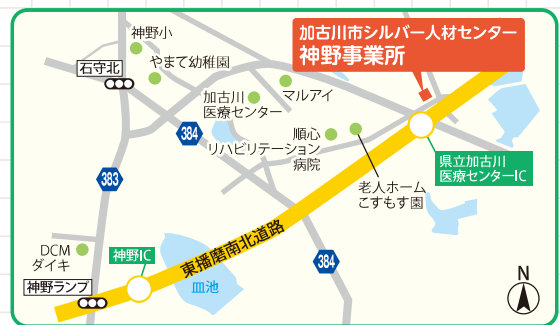 加古川市シルバー人材センター
神野事業所
神野小
やまて幼稚園
石守北
加古川
医療センター
マルアイ
384
順心
リハビリテーション
病院
県立加古川
医療センターIC
老人ホーム
こすもす園
383
東播磨南北道路
DCM
ダイキ
神野IC
384
皿池
神野ランプ
N